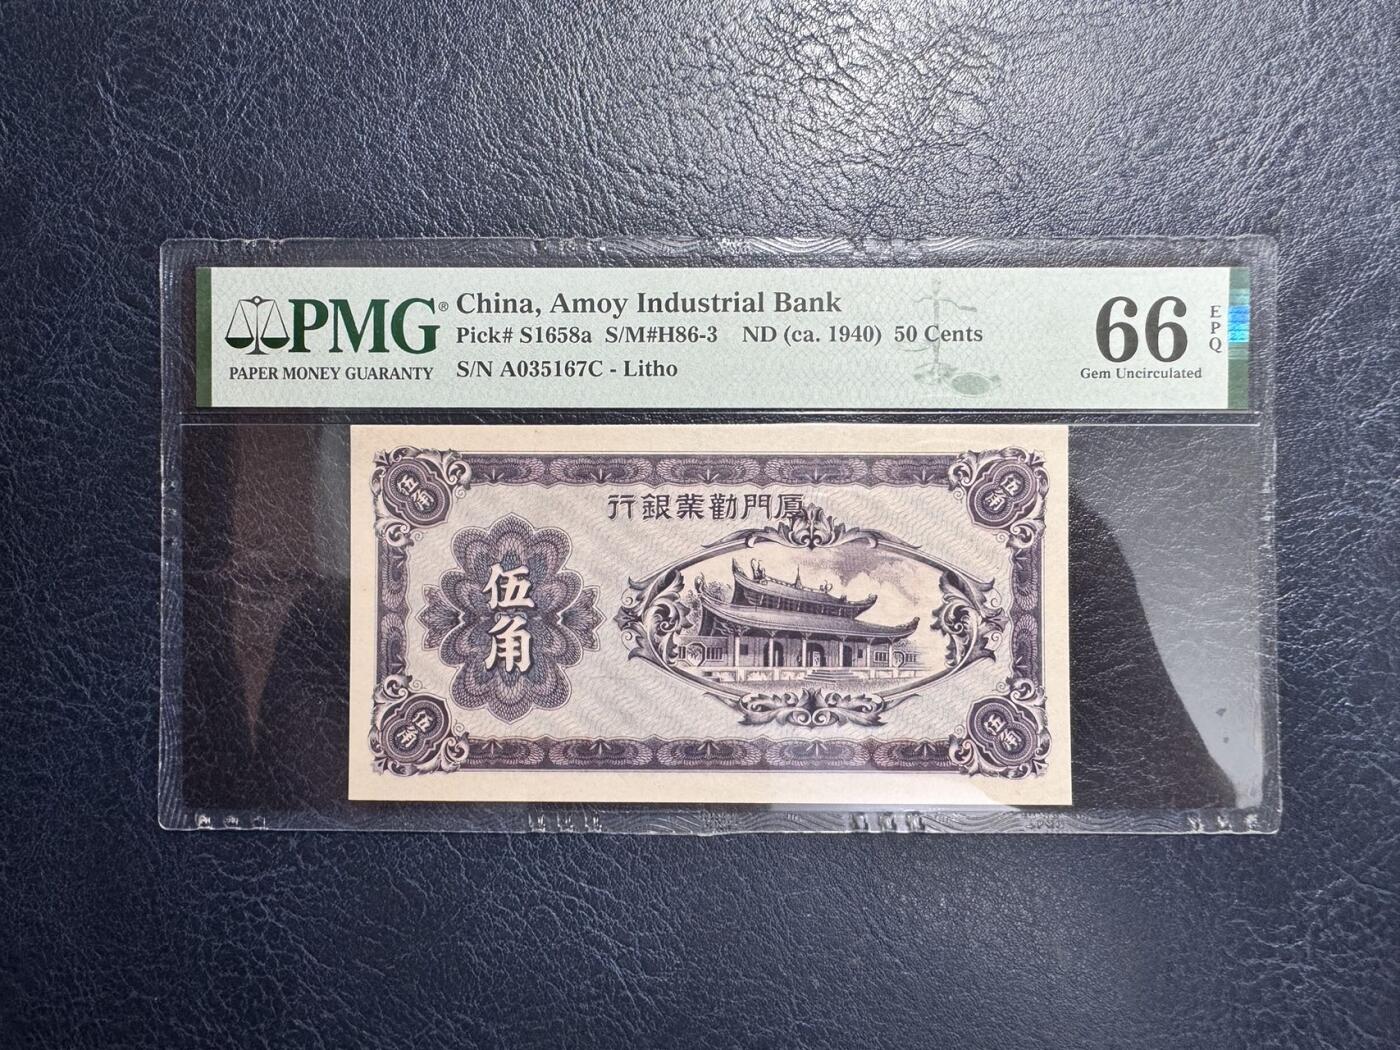 PMG® China, Amoy Industrial Bank
Pick# S1658a S/M#H86-3 ND (ca. 1940) 50 Cents
PAPER MONEY GUARANTY S/N A035167C - Litho
66 EPQ
Gem Uncirculated
行銀業勸門厦
伍角
伍角
伍角
伍角
伍角